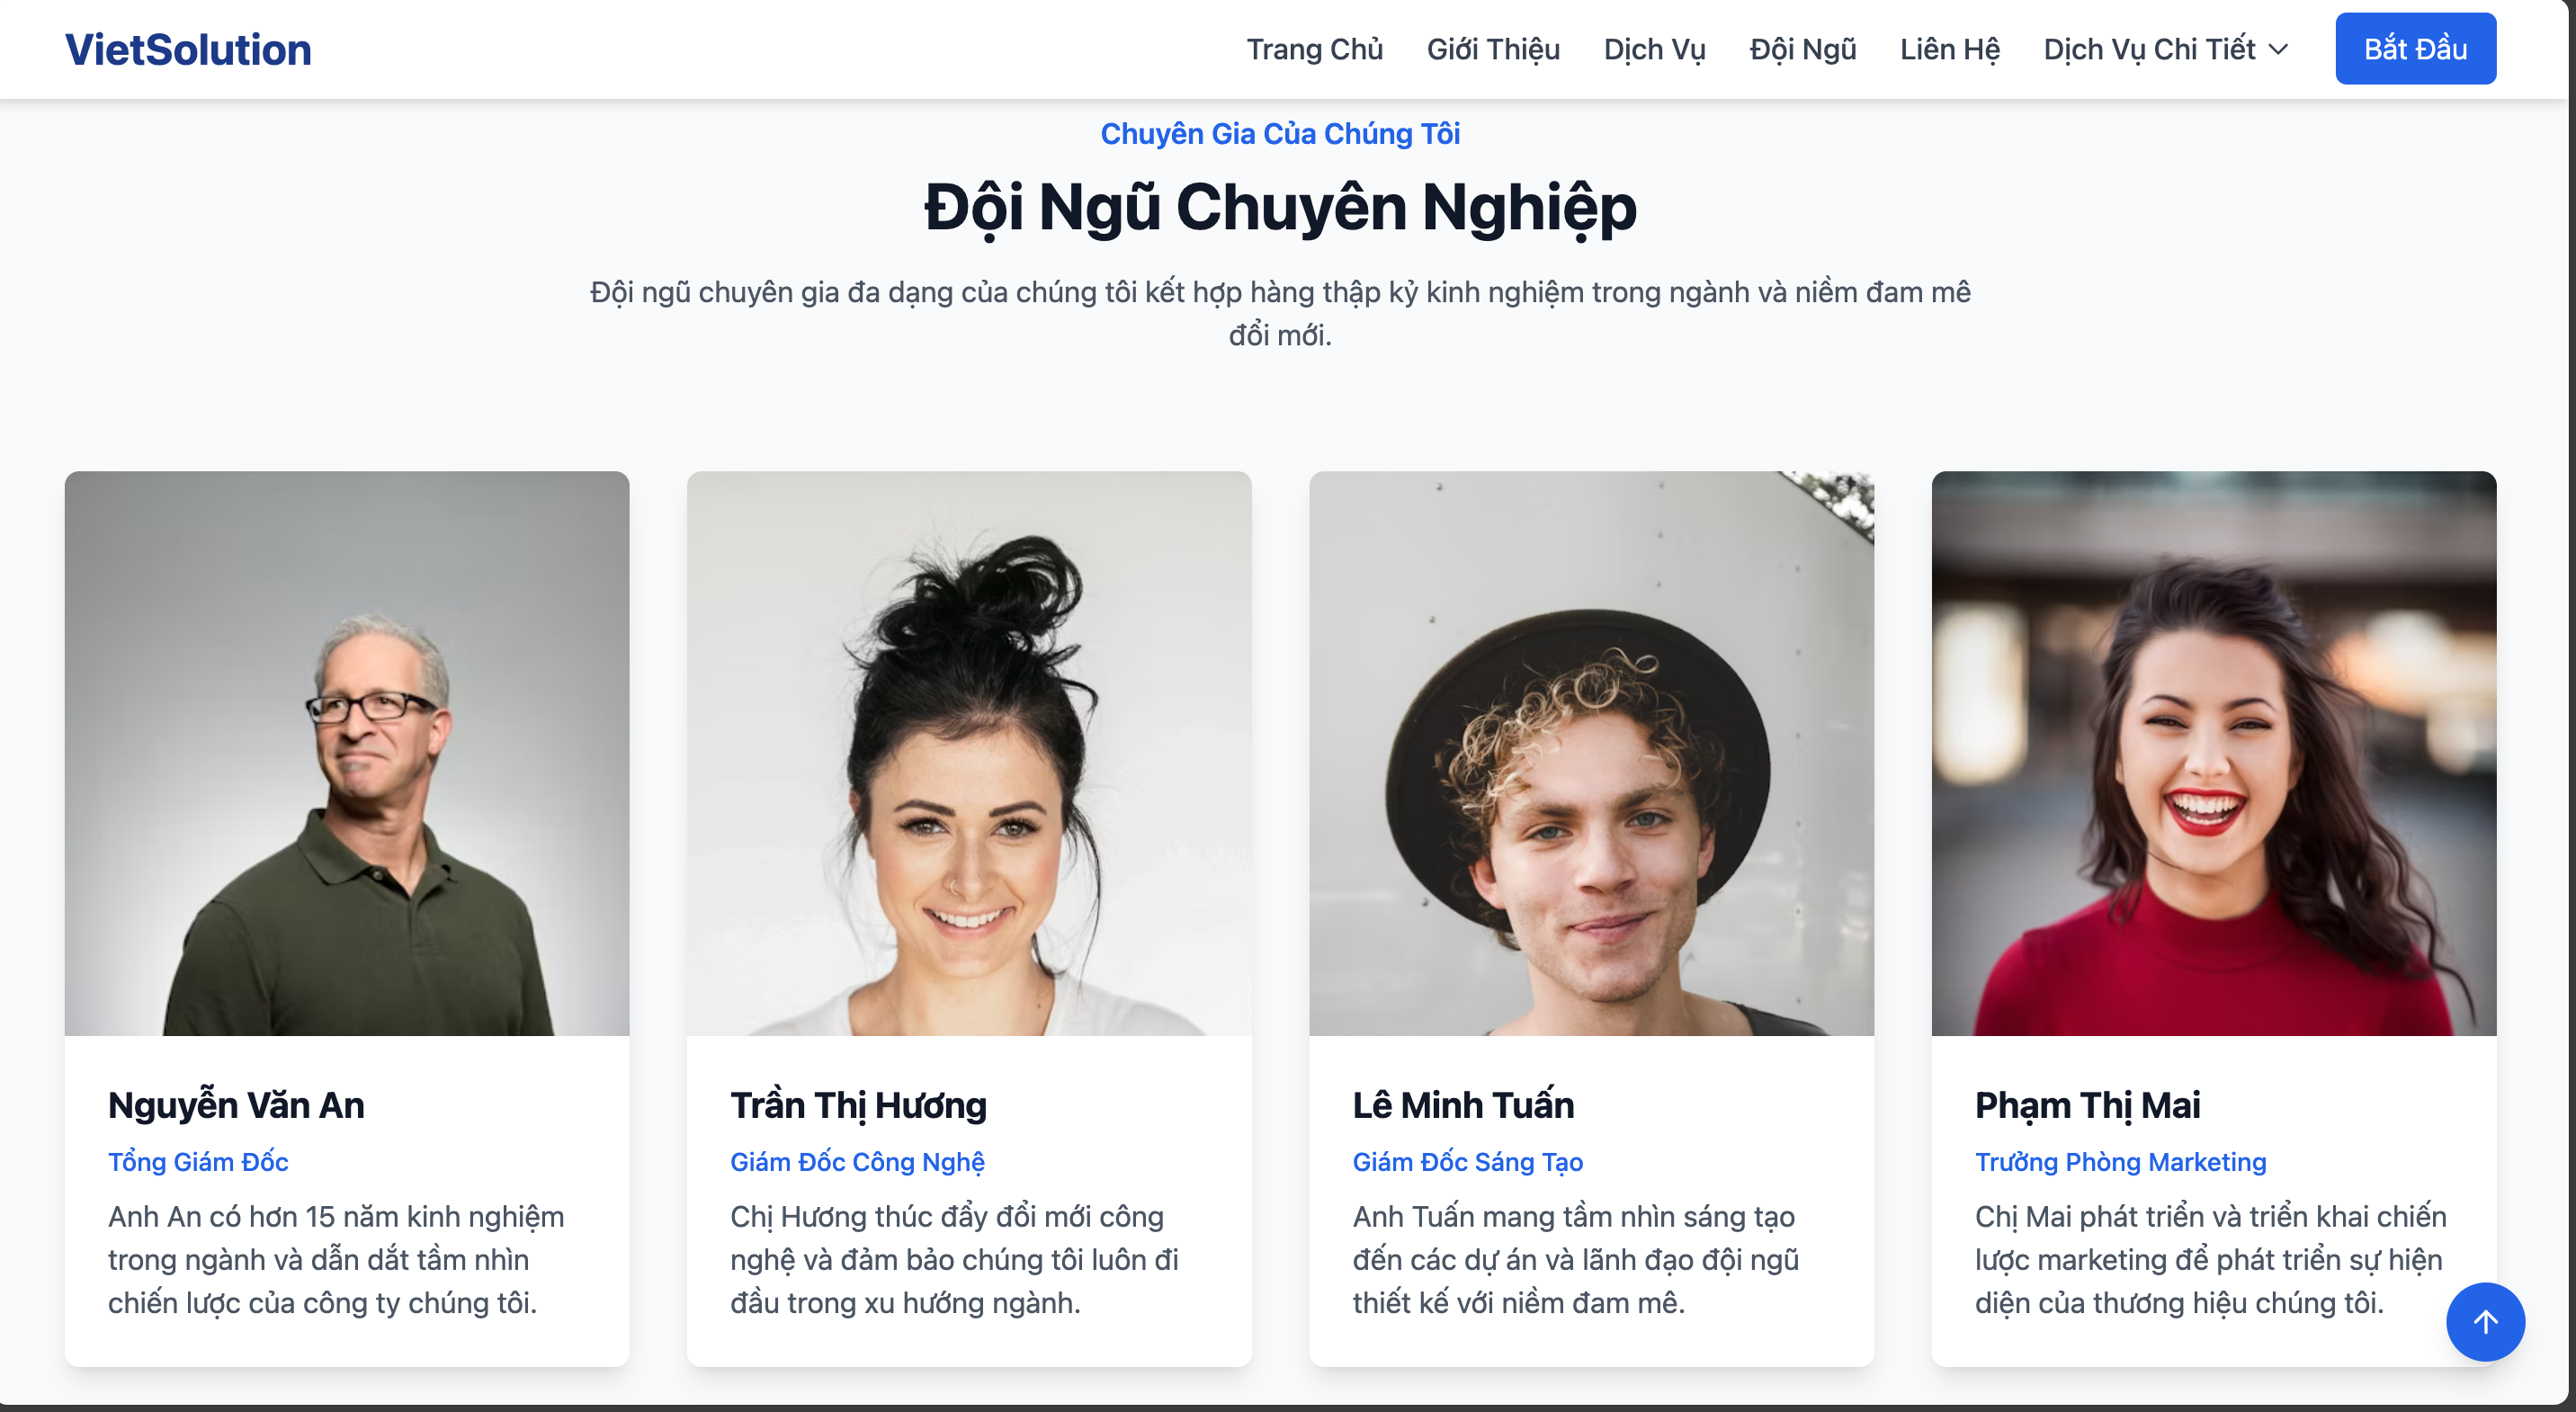 VietSolution
Trang Chủ
Giới Thiệu
Dịch Vụ
Đội Ngũ
Liên Hệ
Dịch Vụ Chi Tiết
Bắt Đầu
Chuyên Gia Của Chúng Tôi
Đội Ngũ Chuyên Nghiệp
Đội ngũ chuyên gia đa dạng của chúng tôi kết hợp hàng thập kỷ kinh nghiệm trong ngành và niềm đam mê
đổi mới.
Nguyễn Văn An
Tổng Giám Đốc
Anh An có hơn 15 năm kinh nghiệm
trong ngành và dẫn dắt tầm nhìn
chiến lược của công ty chúng tôi.
Trần Thị Hương
Giám Đốc Công Nghệ
Chị Hương thúc đẩy đổi mới công
nghệ và đảm bảo chúng tôi luôn đi
đầu trong xu hướng ngành.
Lê Minh Tuấn
Giám Đốc Sáng Tạo
Anh Tuấn mang tầm nhìn sáng tạo
đến các dự án và lãnh đạo đội ngũ
thiết kế với niềm đam mê.
Phạm Thị Mai
Trưởng Phòng Marketing
Chị Mai phát triển và triển khai chiến
lược marketing để phát triển sự hiện
diện của thương hiệu chúng tôi.